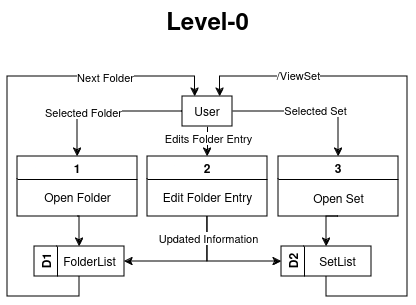 Level-0
Next Folder
/ViewSet
Selected Folder
User
Selected Set
Edits Folder Entry
1
2
3
Open Folder
Edit Folder Entry
Open Set
Updated Information
D1
FolderList
D2
SetList